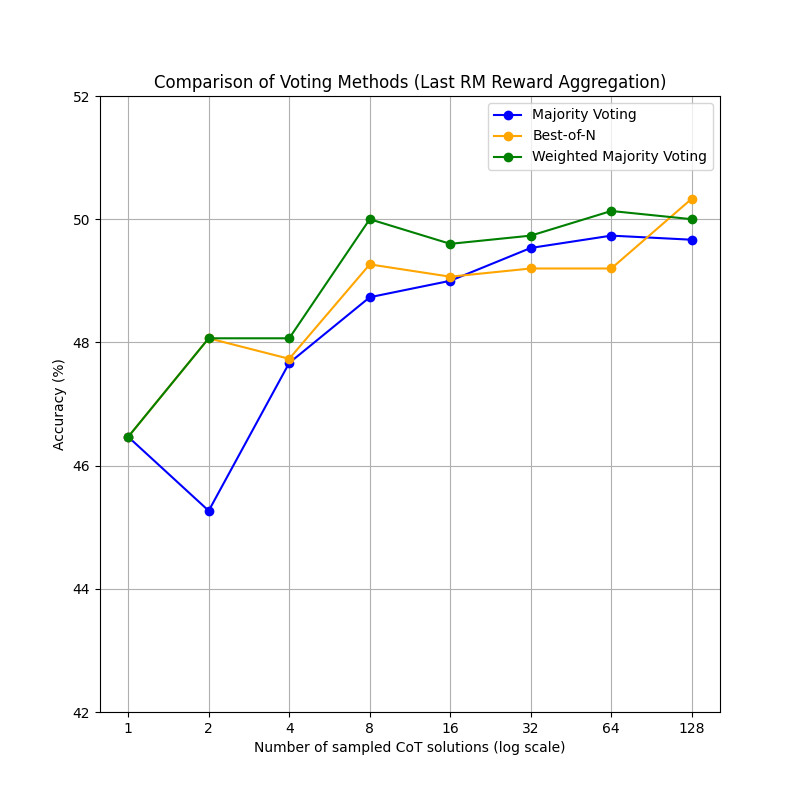 Comparison of Voting Methods (Last RM Reward Aggregation)
Majority Voting
Best-of-N
Weighted Majority Voting
Accuracy (%)
52
50
48
46
44
42
1 2 4 8 16 32 64 128
Number of sampled CoT solutions (log scale)